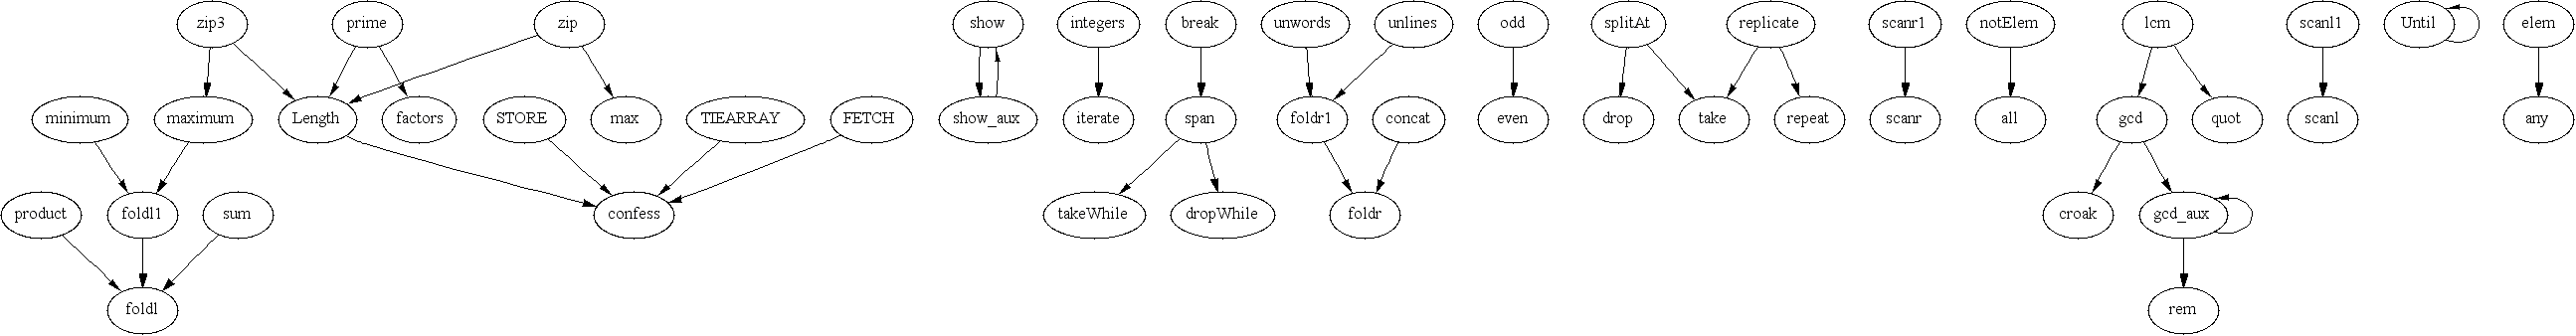 zip3 prime zip show integers break unwords unlines odd splitAt replicate scanr1 notElem lcm scanl1 Until elem
minimum maximum Length factors STORE max TIEARRAY FETCH show_aux iterate span foldr1 concat even drop take repeat scanr all gcd quot scanl any
product foldl1 sum confess takeWhile dropWhile foldr croak gcd_aux
foldl rem